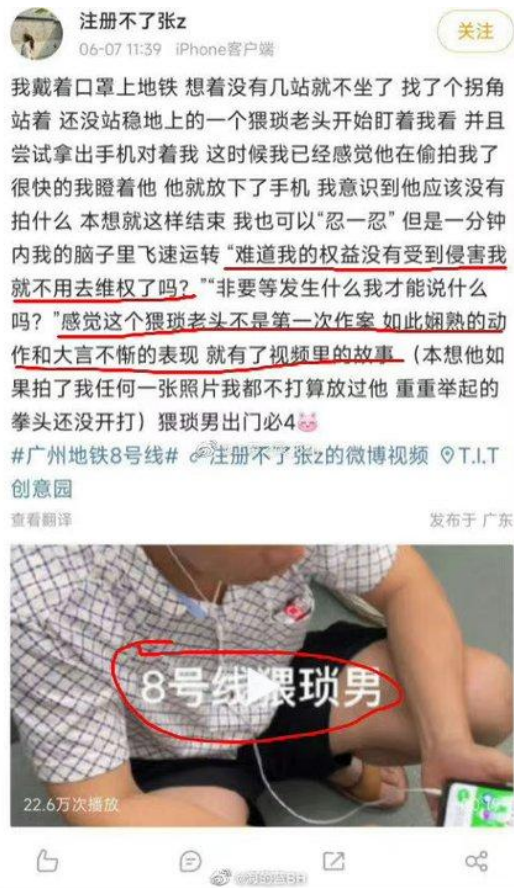 注册不了张z
关注
06-07 11:39 iPhone客户端
我戴着口罩上地铁 想着没有几站就不坐了 找了个拐角
站着 还没站稳地上的一个猥琐老头开始盯着我看 并且
尝试拿出手机对着我 这时候我已经感觉他在偷拍我了
很快的我瞪着他 他就放下了手机 我意识到他应该没有
拍什么 本想就这样结束 我也可以“忍一忍” 但是一分钟
内我的脑子里飞速运转 “难道我的权益没有受到侵害我
就不用去维权了吗？”“非要等发生什么我才能说什么
吗？”感觉这个猥琐老头不是第一次作案 如此娴熟的动
作和大言不惭的表现 就有了视频里的故事 （本想他如
果拍了我任何一张照片我都不打算放过他 重重举起的
拳头还没开打）猥琐男出门必4
#广州地铁8号线# 注册不了张z的微博视频 T.I.T
创意园
查看翻译
发布于 广东
8号线猥琐男
22.6万次播放